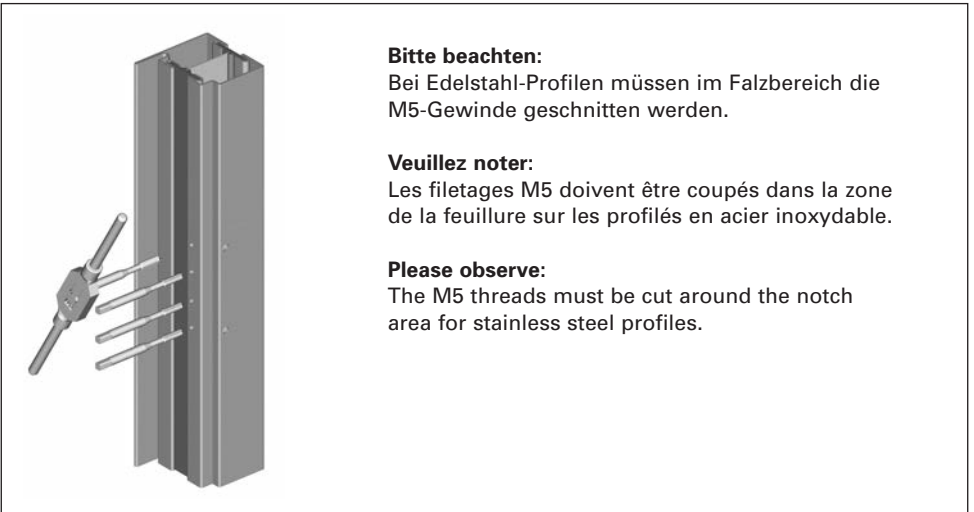 Bitte beachten:
Bei Edelstahl-Profilen müssen im Falzbereich die
M5-Gewinde geschnitten werden.
Veuillez noter:
Les filetages M5 doivent être coupés dans la zone
de la feuillure sur les profilés en acier inoxydable.
Please observe:
The M5 threads must be cut around the notch
area for stainless steel profiles.